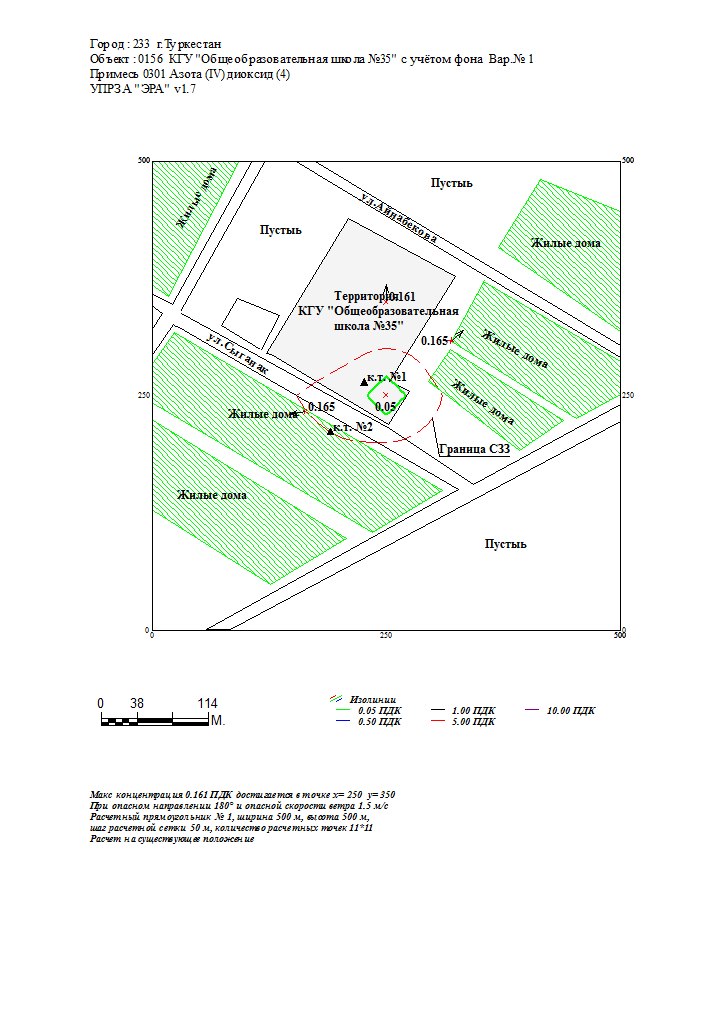 Город : 233 г.Туркестан
Объект : 0156 КГУ "Общеобразовательная школа №35" с учётом фона Вар.№ 1
Примесь 0301 Азота (IV) диоксид (4)
УПРЗА "ЭРА" v1.7
500
500
Пустыь
Жилые дома
ул.Айнабекова
Пустыь
Жилые дома
Территория
0.161
КГУ "Общеобразовательная
школа №35"
0.165
Жилые дома
ул.Сыганак
к.т. №1
Жилые дома
250
250
0.165
0.05
Жилые дома
к.т. №2
Граница СЗЗ
Жилые дома
Пустыь
0
0
0
250
500
0 38 114
М.
Изолинии
0.05 ПДК
1.00 ПДК
10.00 ПДК
0.50 ПДК
5.00 ПДК
Макс концентрация 0.161 ПДК достигается в точке x= 250 y= 350
При опасном направлении 180° и опасной скорости ветра 1.5 м/с
Расчетный прямоугольник № 1, ширина 500 м, высота 500 м,
шаг расчетной сетки 50 м, количество расчетных точек 11*11
Расчет на существующее положение